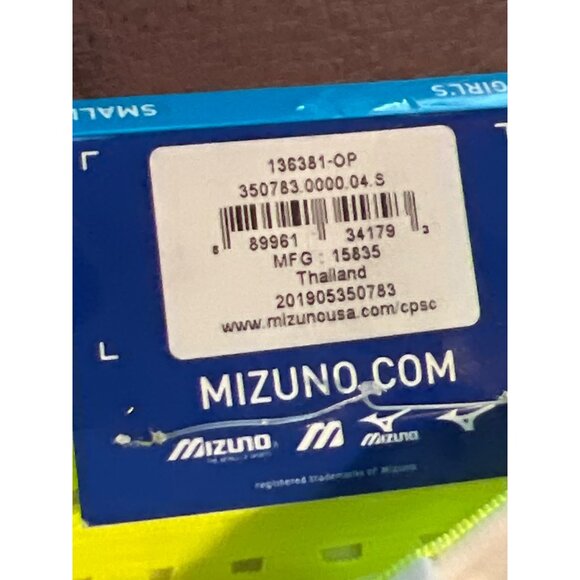 SMALL
GIRL'S
136381-OP
350783.0000.04.S
6 89961 34179 3
MFG : 15835
Thailand
201905350783
www.mizunousa.com/cpsc
MIZUNO.COM
MIZUNO
MIZUNO
registered trademarks of Mizuno